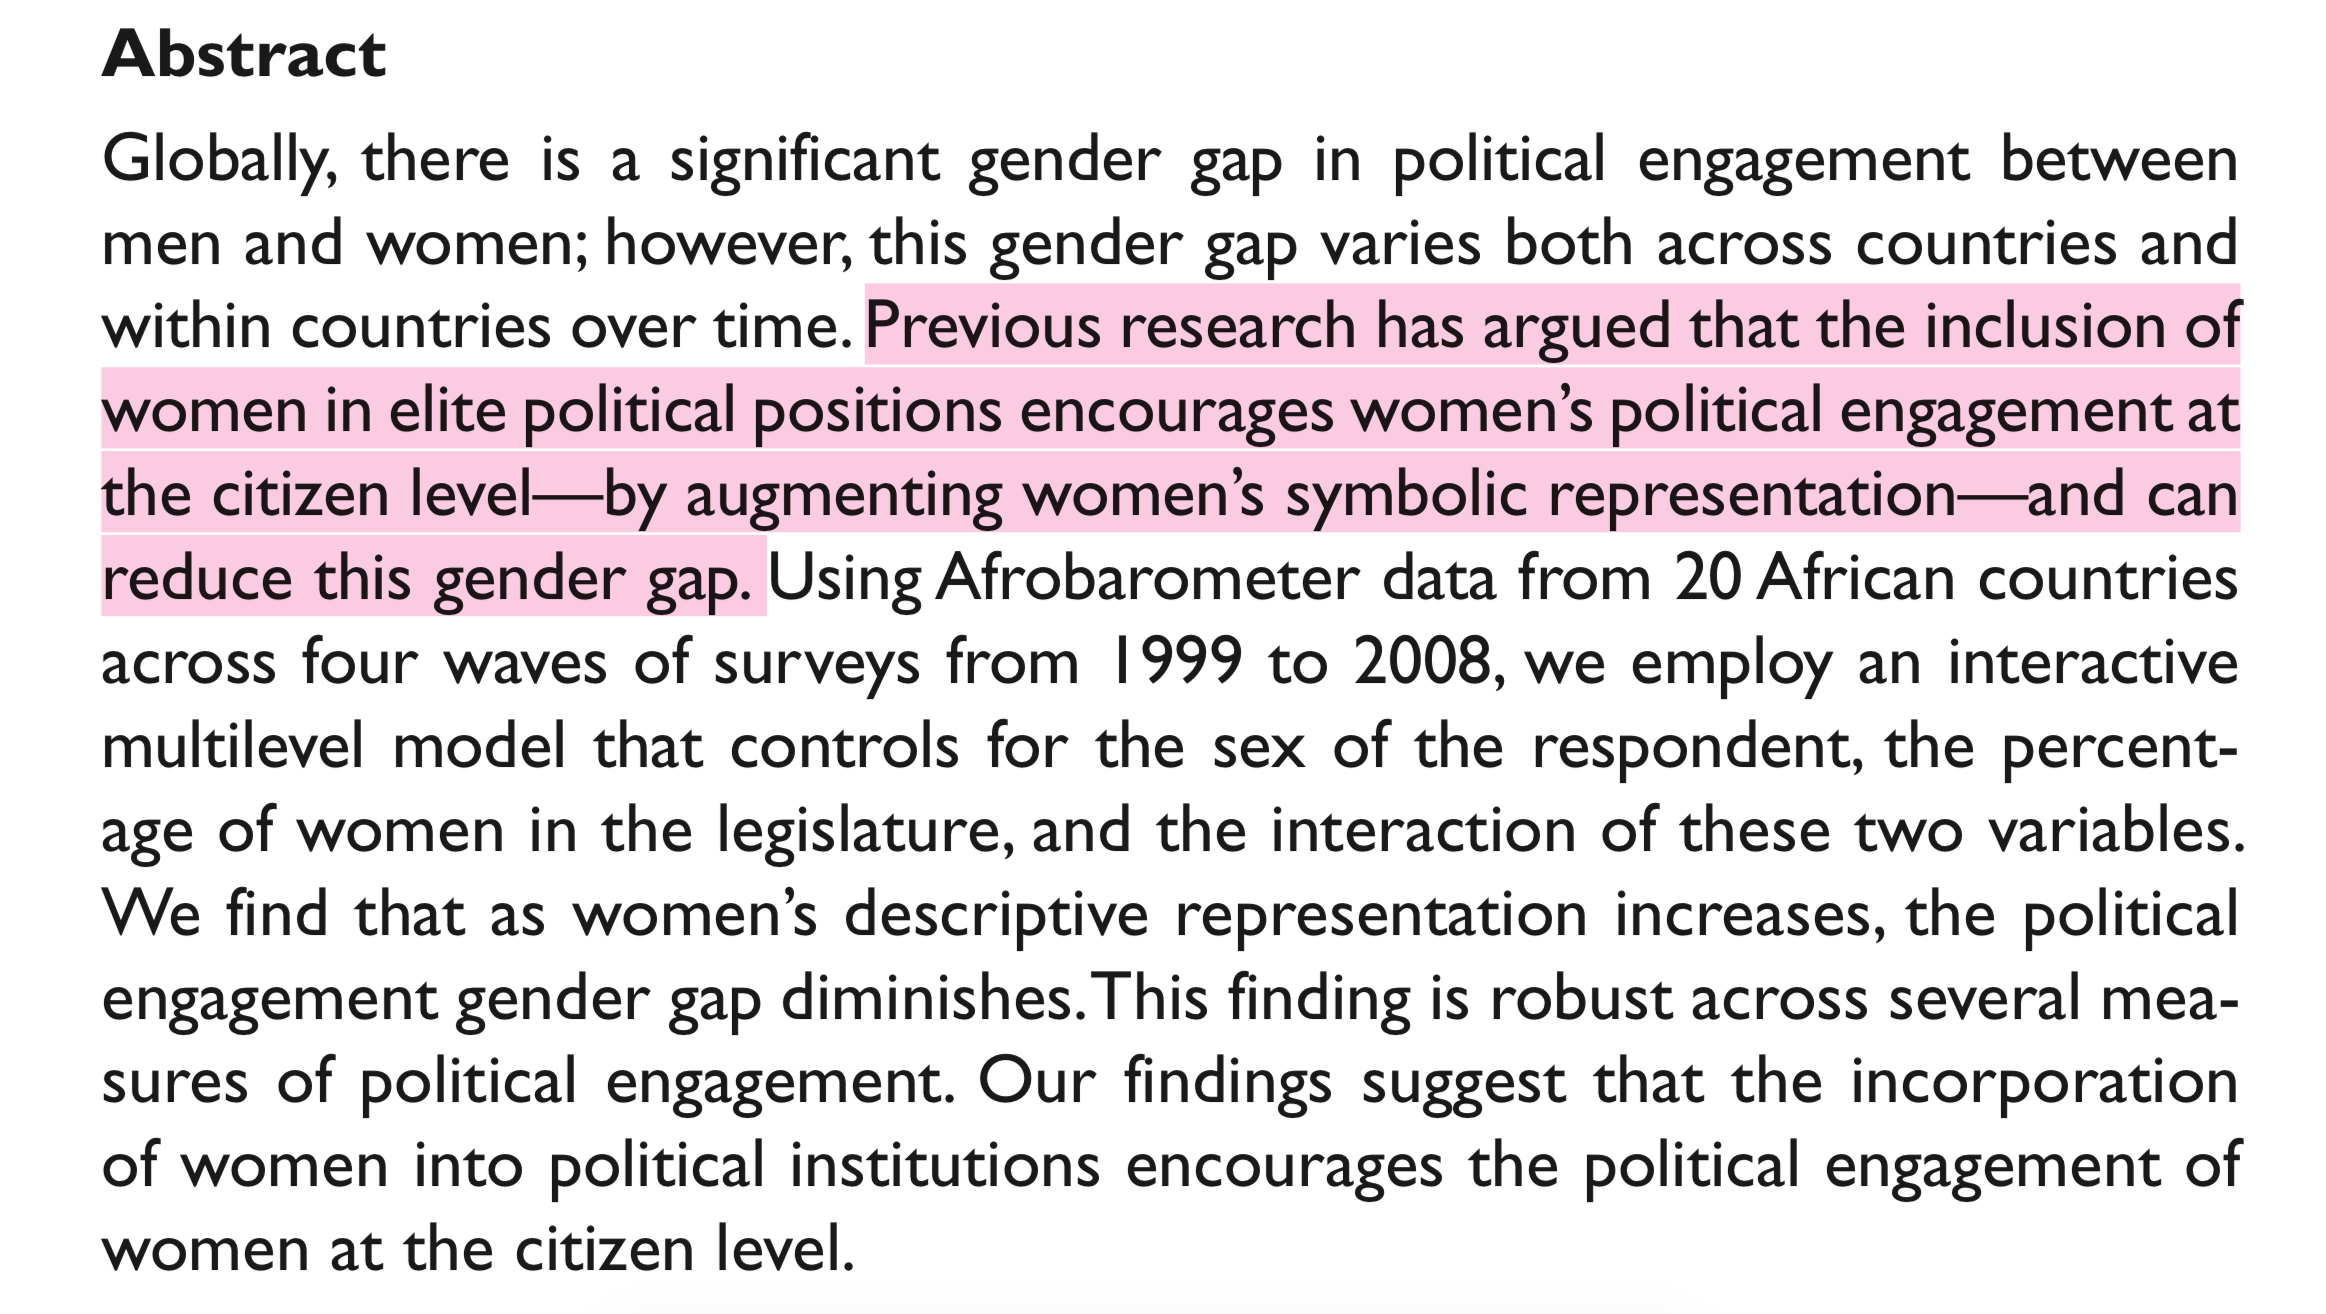 Abstract
Globally, there is a significant gender gap in political engagement between
men and women; however, this gender gap varies both across countries and
within countries over time. Previous research has argued that the inclusion of
women in elite political positions encourages women’s political engagement at
the citizen level—by augmenting women’s symbolic representation—and can
reduce this gender gap. Using Afrobarometer data from 20 African countries
across four waves of surveys from 1999 to 2008, we employ an interactive
multilevel model that controls for the sex of the respondent, the percent-
age of women in the legislature, and the interaction of these two variables.
We find that as women’s descriptive representation increases, the political
engagement gender gap diminishes. This finding is robust across several mea-
sures of political engagement. Our findings suggest that the incorporation
of women into political institutions encourages the political engagement of
women at the citizen level.